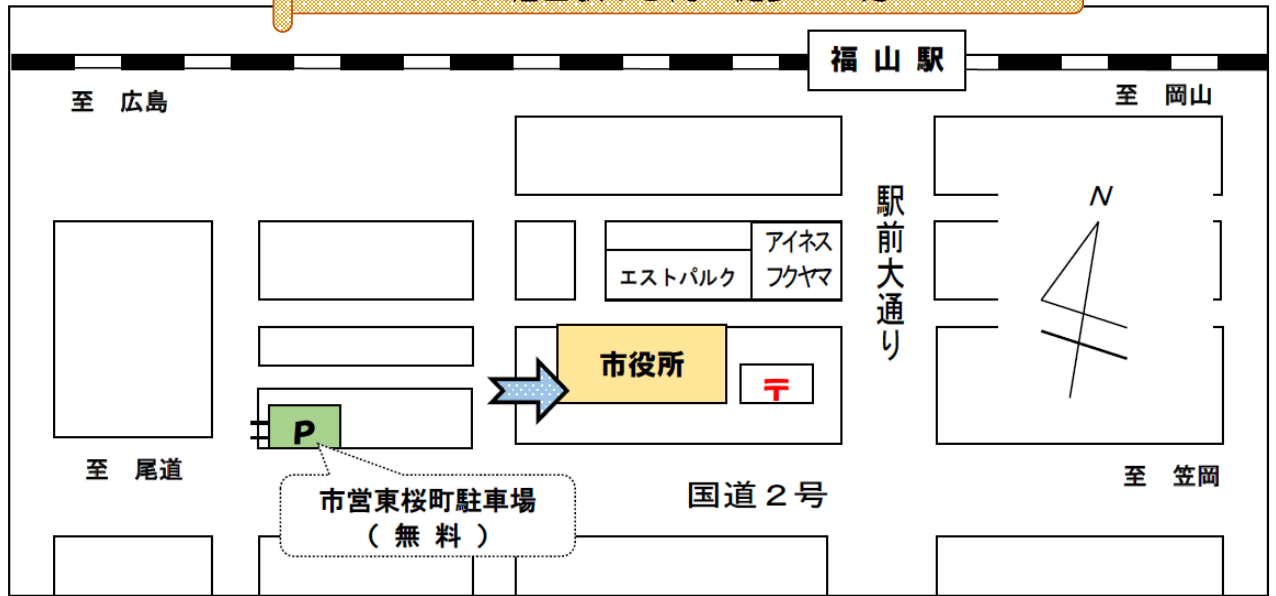 福山駅
至 広島
至 岡山
駅前大通り
N
アイネス
フクヤマ
エストパルク
市役所
〒
P
至 尾道
至 笠岡
市営東桜町駐車場
（ 無 料 ）
国道２号